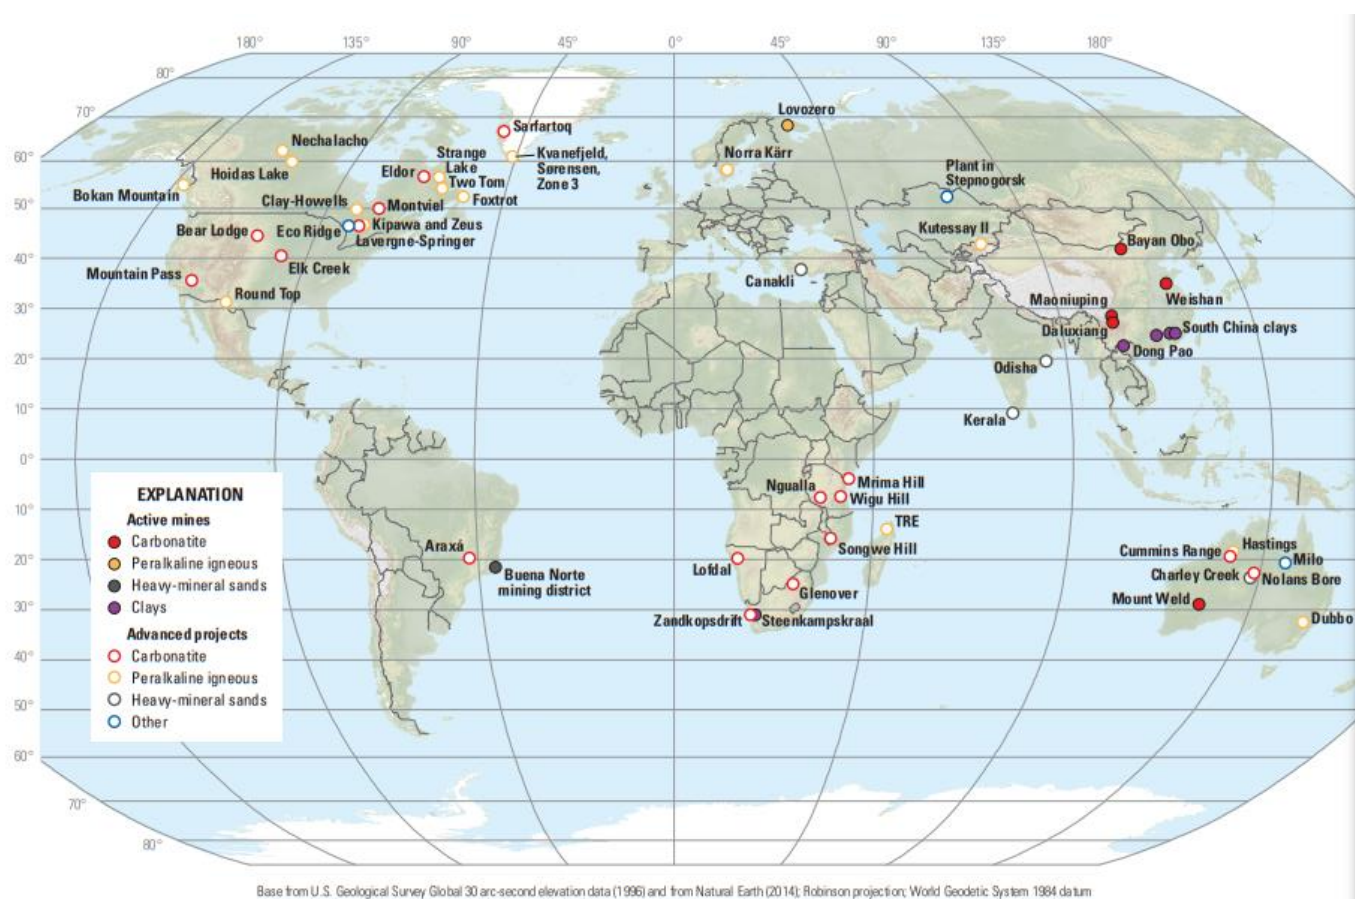 180°
135°
90°
45°
0°
45°
90°
135°
180°
80°
70°
60°
50°
40°
30°
20°
10°
0°
10°
20°
30°
40°
50°
60°
70°
80°
Nechalacho
Hoidas Lake
Bokan Mountain
Sarfartoq
Strange
Lake
Kvanefjeld,
Sørensen,
Zone 3
Eldor
Two Tom
Foxtrot
Clay-Howells
Montviel
Bear Lodge
Eco Ridge
Kipawa and Zeus
Lavergne-Springer
Elk Creek
Mountain Pass
Round Top
Lovozero
Norra Kärr
Plant in
Stepnogorsk
Kutessay II
Bayan Obo
Canakli
Maoniuping
Weishan
Daluxiang
South China clays
Dong Pao
Odisha
Kerala
Ngualla
Mrima Hill
Wigu Hill
TRE
Songwe Hill
Araxá
Buena Norte
mining district
Lofdal
Glenover
Zandkopsdrift
Steenkampskraal
Cummins Range
Hastings
Milo
Charley Creek
Nolans Bore
Mount Weld
Dubbo
EXPLANATION
Active mines
Carbonatite
Peralkaline igneous
Heavy-mineral sands
Clays
Advanced projects
Carbonatite
Peralkaline igneous
Heavy-mineral sands
Other
Base from U.S. Geological Survey Global 30 arc-second elevation data (1996) and from Natural Earth (2014); Robinson projection; World Geodetic System 1984 datum